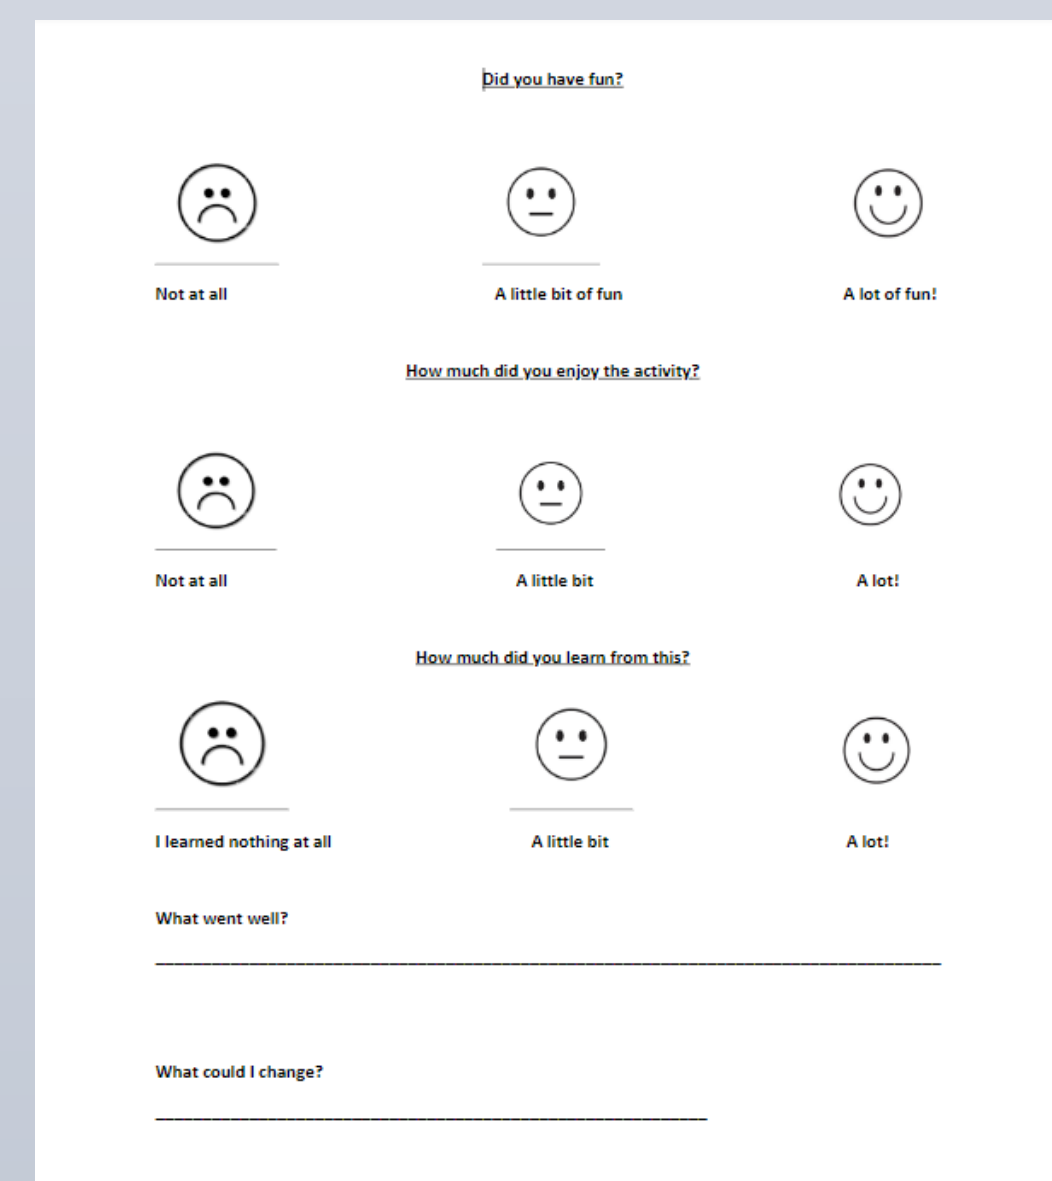 Did you have fun?
Not at all A little bit of fun A lot of fun!
How much did you enjoy the activity?
Not at all A little bit A lot!
How much did you learn from this?
I learned nothing at all A little bit A lot!
What went well?
What could I change?